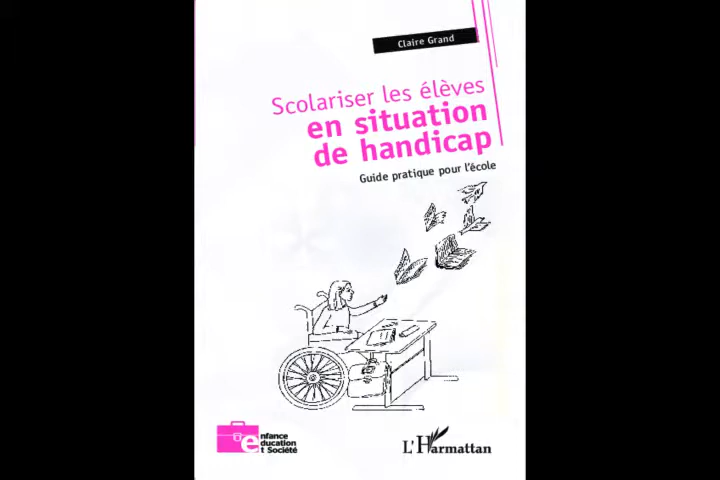 Claire Grand
Scolariser les élèves
en situation
de handicap
Guide pratique pour l'école
enfance
education
et Société
L'Harmattan